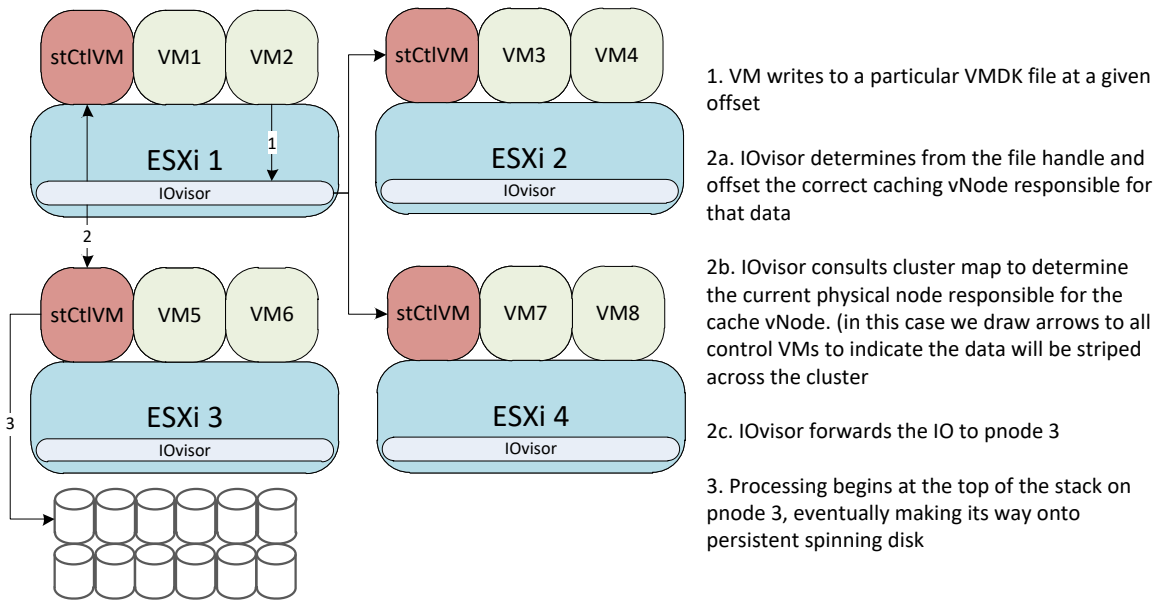 stCtlVM VM1 VM2
ESXi 1
1
IOvisor
2
stCtlVM VM3 VM4
ESXi 2
IOvisor
stCtlVM VM5 VM6
ESXi 3
IOvisor
3
stCtlVM VM7 VM8
ESXi 4
IOvisor
1. VM writes to a particular VMDK file at a given
offset
2a. IOvisor determines from the file handle and
offset the correct caching vNode responsible for
that data
2b. IOvisor consults cluster map to determine
the current physical node responsible for the
cache vNode. (in this case we draw arrows to all
control VMs to indicate the data will be striped
across the cluster
2c. IOvisor forwards the IO to pnode 3
3. Processing begins at the top of the stack on
pnode 3, eventually making its way onto
persistent spinning disk